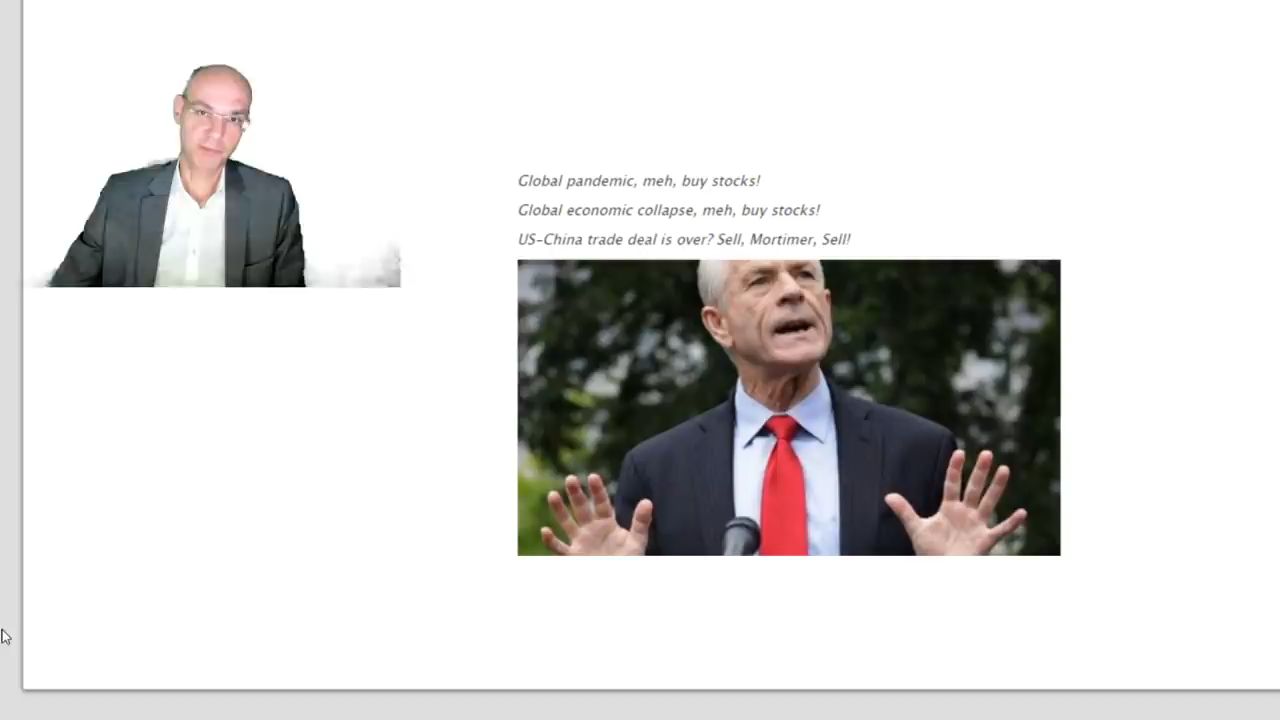 Global pandemic, meh, buy stocks!
Global economic collapse, meh, buy stocks!
US-China trade deal is over? Sell, Mortimer, Sell!